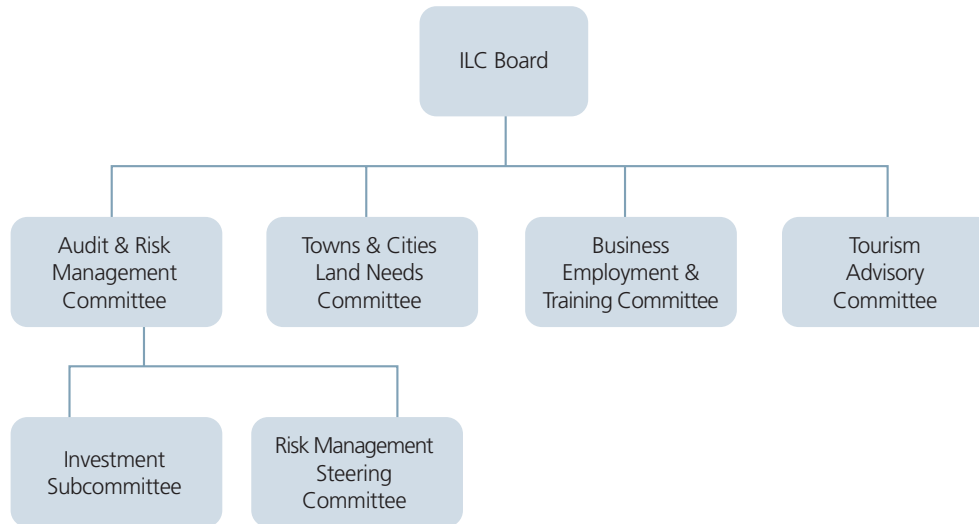 ILC Board
Audit & Risk
Management
Committee
Towns & Cities
Land Needs
Committee
Business
Employment &
Training Committee
Tourism
Advisory
Committee
Investment
Subcommittee
Risk Management
Steering
Committee